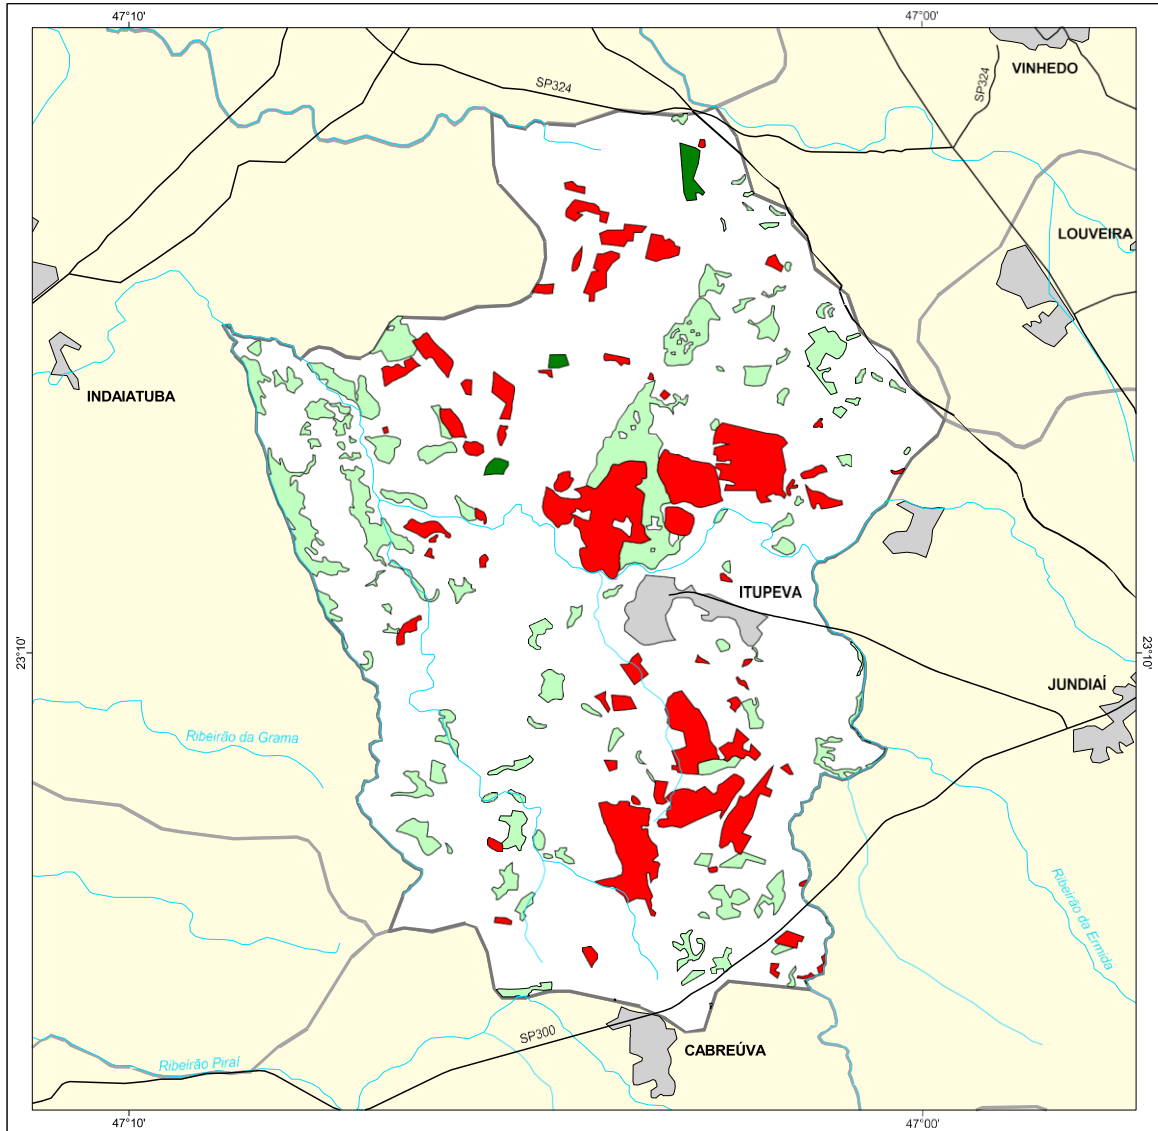 47°10'
47°00'
VINHEDO
SP324
SP324
LOUVEIRA
INDAIATUBA
ITUPEVA
23°10'
23°10'
JUNDIAÍ
Ribeirão da Grama
Ribeirão da Ermida
SP300
CABREÚVA
Ribeirão Piraí
47°10'
47°00'